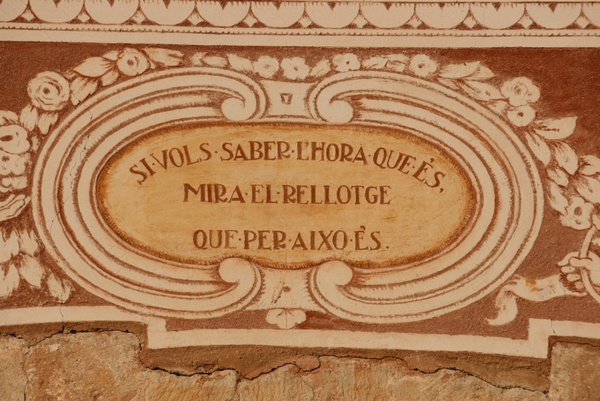 SI·VOLS·SABER·L'HORA·QUE·ÉS,
MIRA·EL·RELLOTGE
QUE·PER·AIXO·ÉS.